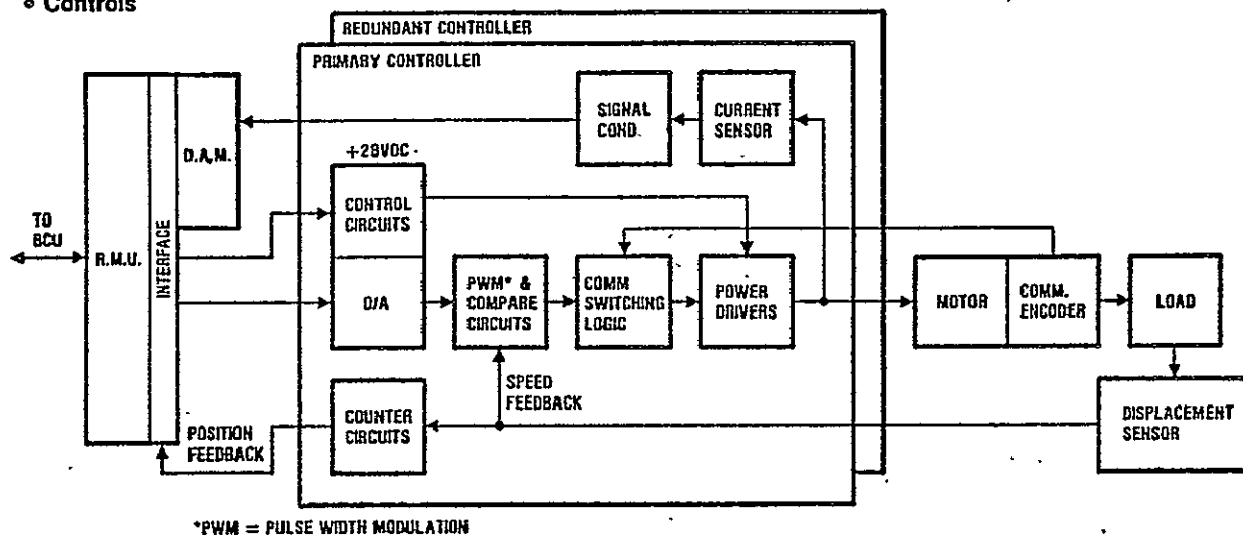 ° Controls
REDUNDANT CONTROLLER
PRIMARY CONTROLLER
SIGNAL
COND.
CURRENT
SENSOR
D.A.M.
+28VDC -
TO
BCU
R.M.U.
INTERFACE
CONTROL
CIRCUITS
D/A
PWM* &
COMPARE
CIRCUITS
COMM
SWITCHING
LOGIC
POWER
DRIVERS
MOTOR
COMM.
ENCODER
LOAD
SPEED
FEEDBACK
COUNTER
CIRCUITS
POSITION
FEEDBACK
DISPLACEMENT
SENSOR
*PWM = PULSE WIDTH MODULATION